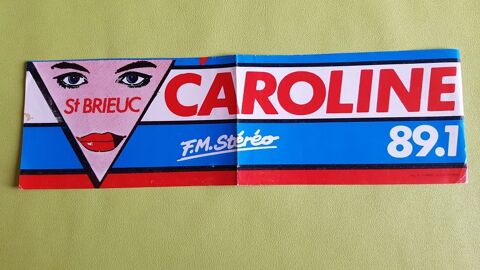 St BRIEUC
CAROLINE
F.M. Stéréo
89.1